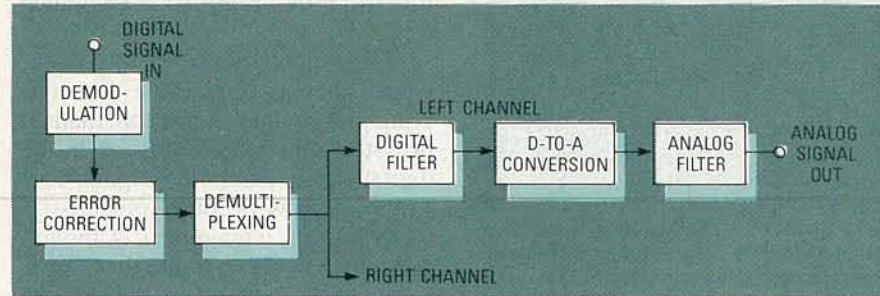 DIGITAL
SIGNAL
IN
DEMOD-
ULATION
ERROR
CORRECTION
DEMULTI-
PLEXING
LEFT CHANNEL
DIGITAL
FILTER
D-TO-A
CONVERSION
ANALOG
FILTER
ANALOG
SIGNAL
OUT
RIGHT CHANNEL